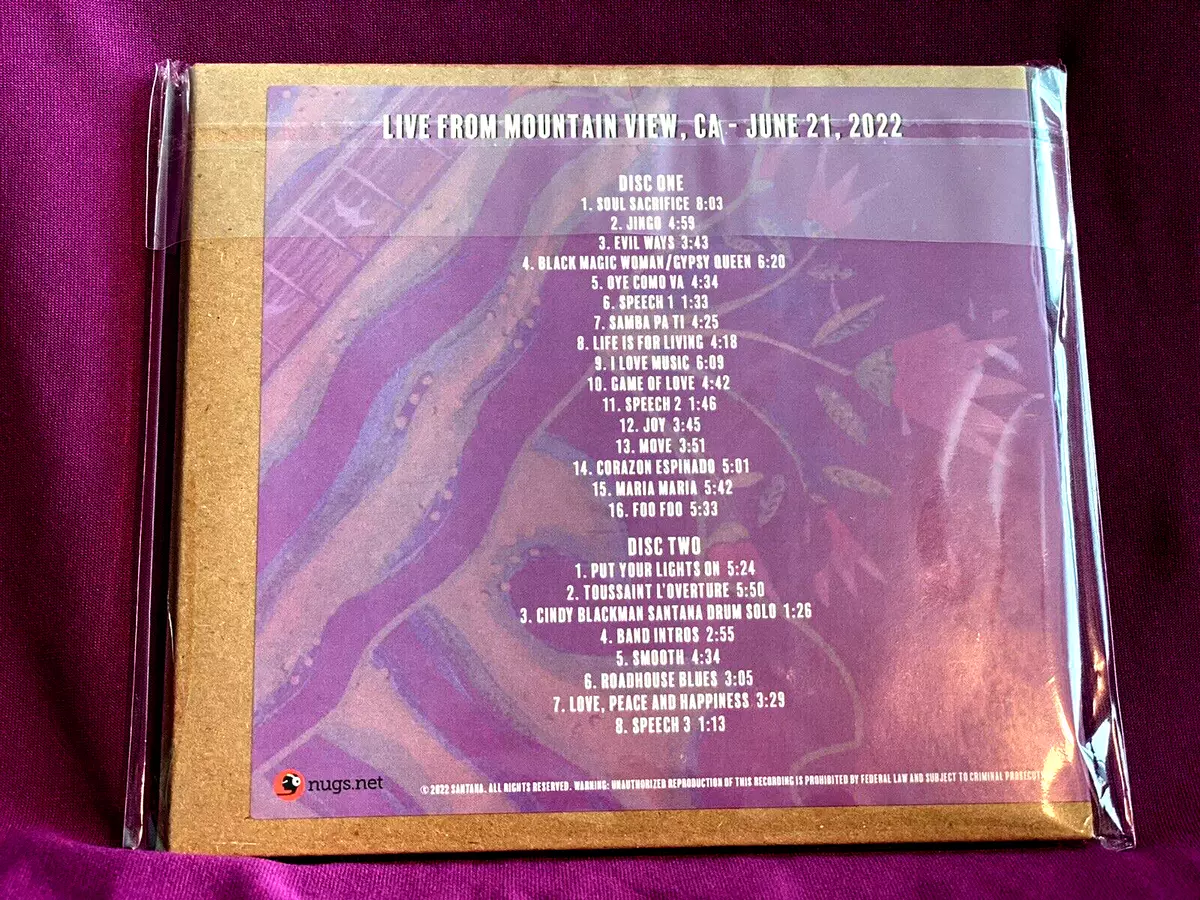 LIVE FROM MOUNTAIN VIEW, CA - JUNE 21, 2022
DISC ONE
1. SOUL SACRIFICE 8:03
2. JINGO 4:59
3. EVIL WAYS 3:43
4. BLACK MAGIC WOMAN/GYPSY QUEEN 6:20
5. OYE COMO VA 4:34
6. SPEECH 1 1:33
7. SAMBA PA TI 4:25
8. LIFE IS FOR LIVING 4:18
9. I LOVE MUSIC 6:09
10. GAME OF LOVE 4:42
11. SPEECH 2 1:46
12. JOY 3:45
13. MOVE 3:51
14. CORAZON ESPINADO 5:01
15. MARIA MARIA 5:42
16. FOO FOO 5:33
DISC TWO
1. PUT YOUR LIGHTS ON 5:24
2. TOUSSAINT L'OVERTURE 5:50
3. CINDY BLACKMAN SANTANA DRUM SOLO 1:26
4. BAND INTROS 2:55
5. SMOOTH 4:34
6. ROADHOUSE BLUES 3:05
7. LOVE, PEACE AND HAPPINESS 3:29
8. SPEECH 3 1:13
nugs.net
©2022 SANTANA. ALL RIGHTS RESERVED. WARNING: UNAUTHORIZED REPRODUCTION OF THIS RECORDING IS PROHIBITED BY FEDERAL LAW AND SUBJECT TO CRIMINAL